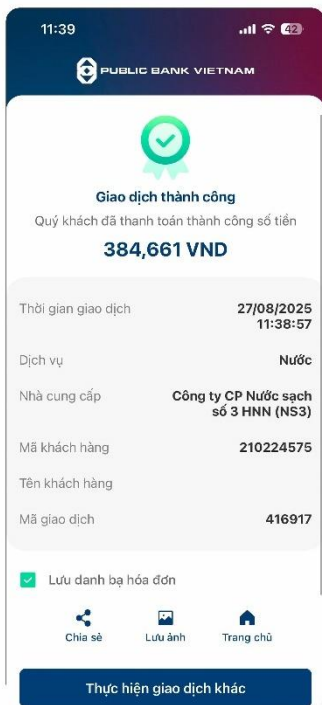 11:39
42
PUBLIC BANK VIETNAM
Giao dịch thành công
Quý khách đã thanh toán thành công số tiền
384,661 VND
Thời gian giao dịch 27/08/2025
11:38:57
Dịch vụ Nước
Nhà cung cấp Công ty CP Nước sạch
số 3 HNN (NS3)
Mã khách hàng 210224575
Tên khách hàng
Mã giao dịch 416917
Lưu danh bạ hóa đơn
Chia sẻ Lưu ảnh Trang chủ
Thực hiện giao dịch khác